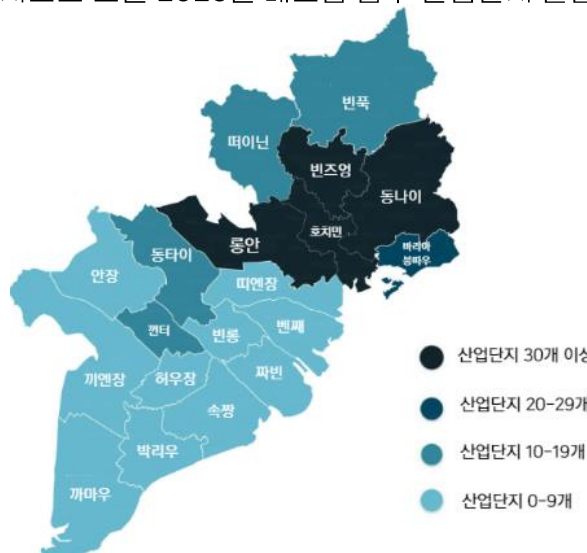 빈푹
떠이닌
빈즈엉
동나이
호치민
바리아
붕따우
롱안
동타이
안장
띠엔장
껀터
빈롱
벤째
끼엔장
허우장
짜빈
속짱
박리우
까마우
산업단지 30개 이상
산업단지 20-29개
산업단지 10-19개
산업단지 0-9개